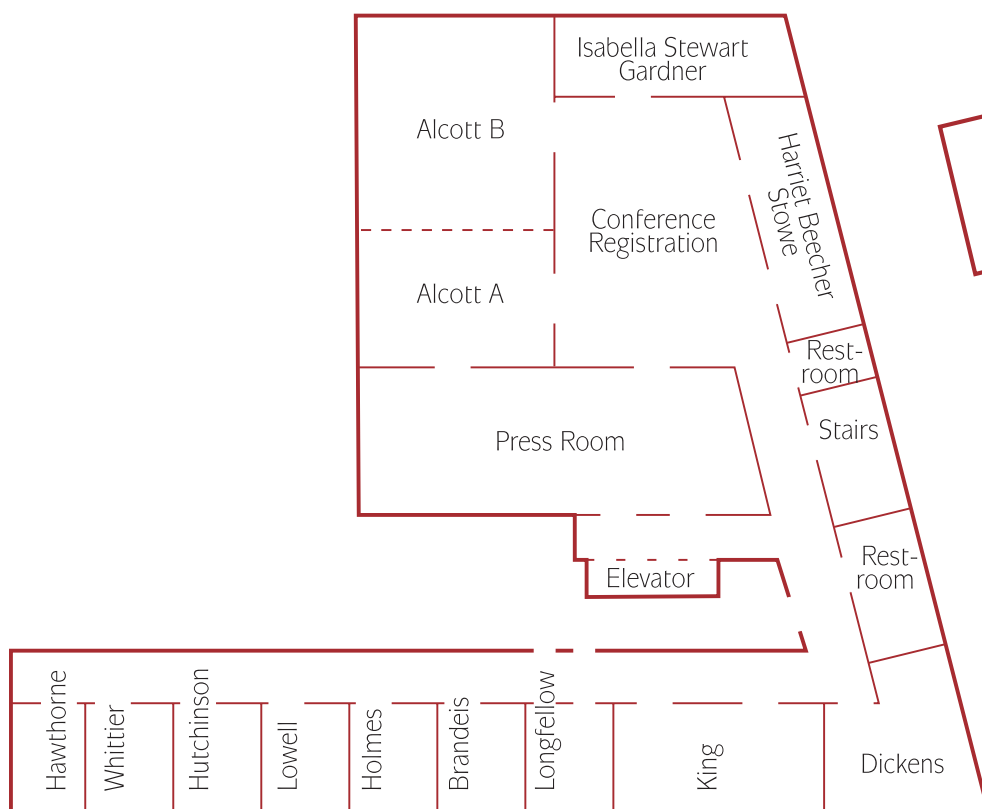 Isabella Stewart
Gardner
Alcott B
Harriet Beecher
Stowe
Conference
Registration
Alcott A
Rest-
room
Stairs
Press Room
Rest-
room
Elevator
Hawthorne
Whittier
Hutchinson
Lowell
Holmes
Brandeis
Longfellow
King
Dickens